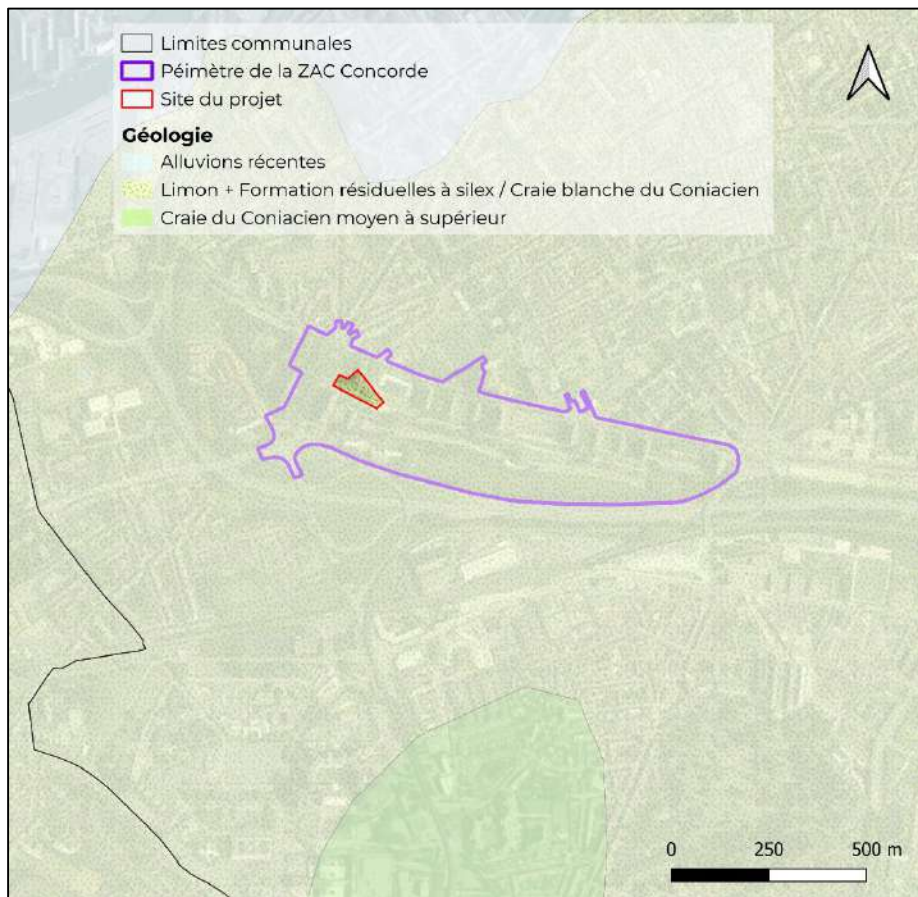 Limites communales
Péimètre de la ZAC Concorde
Site du projet
Géologie
Alluvions récentes
Limon + Formation résiduelles à silex / Craie blanche du Coniacien
Craie du Coniacien moyen à supérieur
0 250 500 m